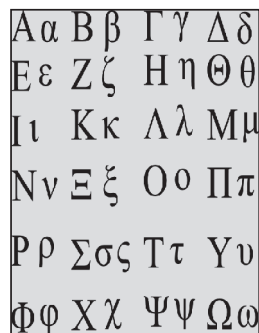 Αα Ββ Γγ Δδ
Εε Ζζ Ηη Θθ
Ιι Κκ Λλ Μμ
Νν Ξξ Οο Ππ
Ρρ Σσς Ττ Υυ
Φφ Χχ Ψψ Ωω